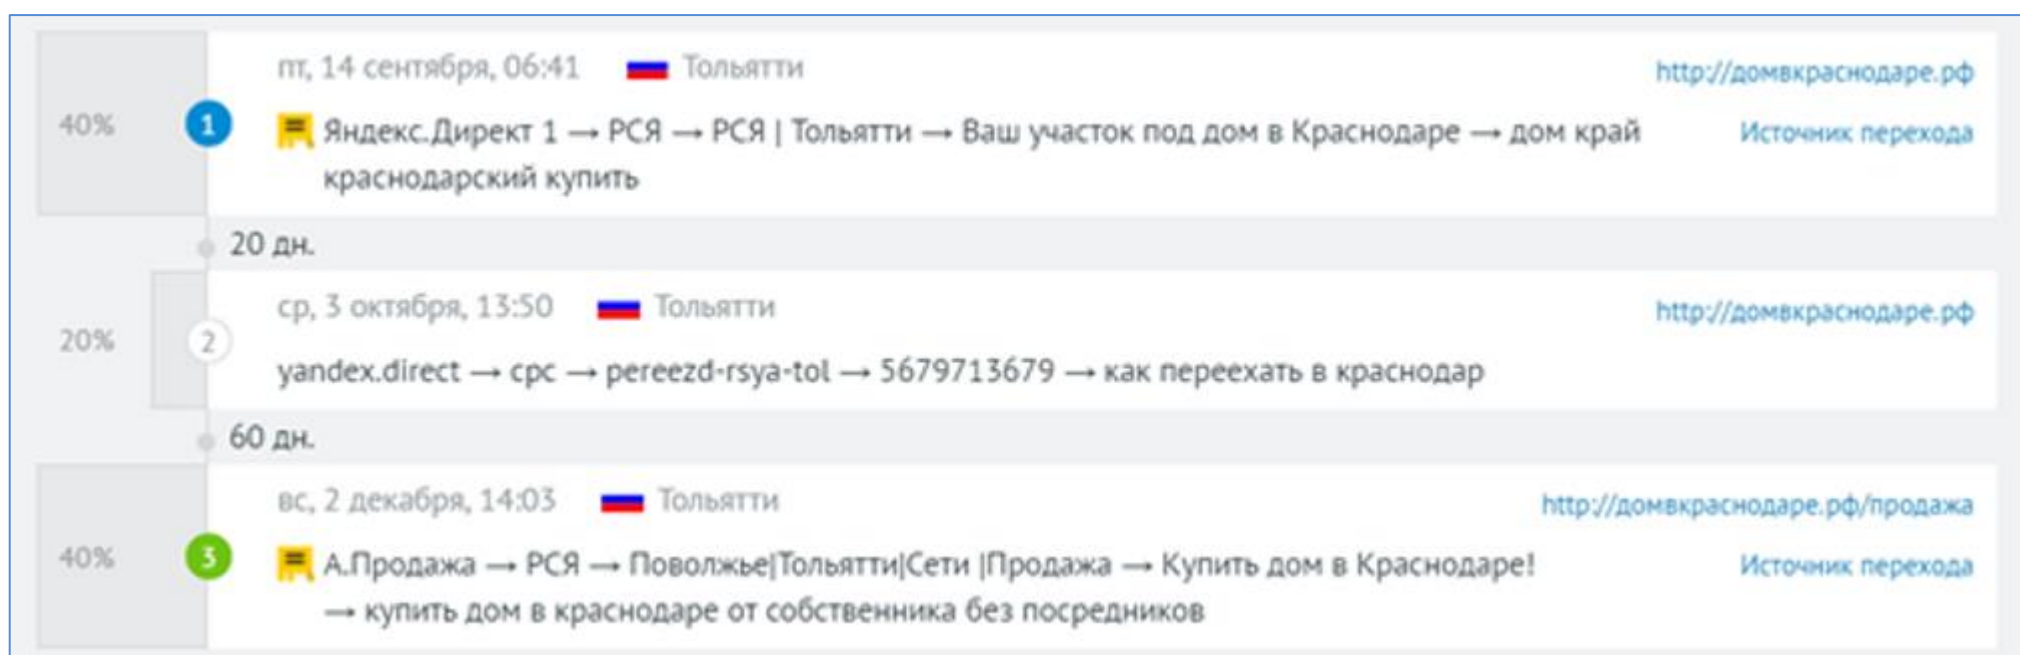 пт, 14 сентября, 06:41 Тольятти http://домвкраснодаре.рф
40% 1 Яндекс.Директ 1 → РСЯ → РСЯ | Тольятти → Ваш участок под дом в Краснодаре → дом край Источник перехода
краснодарский купить
20 дн.
ср, 3 октября, 13:50 Тольятти http://домвкраснодаре.рф
20% 2
yandex.direct → cpc → pereezd-rsya-tol → 5679713679 → как переехать в краснодар
60 дн.
вс, 2 декабря, 14:03 Тольятти http://домвкраснодаре.рф/продажа
40% 3 А.Продажа → РСЯ → Поволжье|Тольятти|Сети |Продажа → Купить дом в Краснодаре! Источник перехода
→ купить дом в краснодаре от собственника без посредников